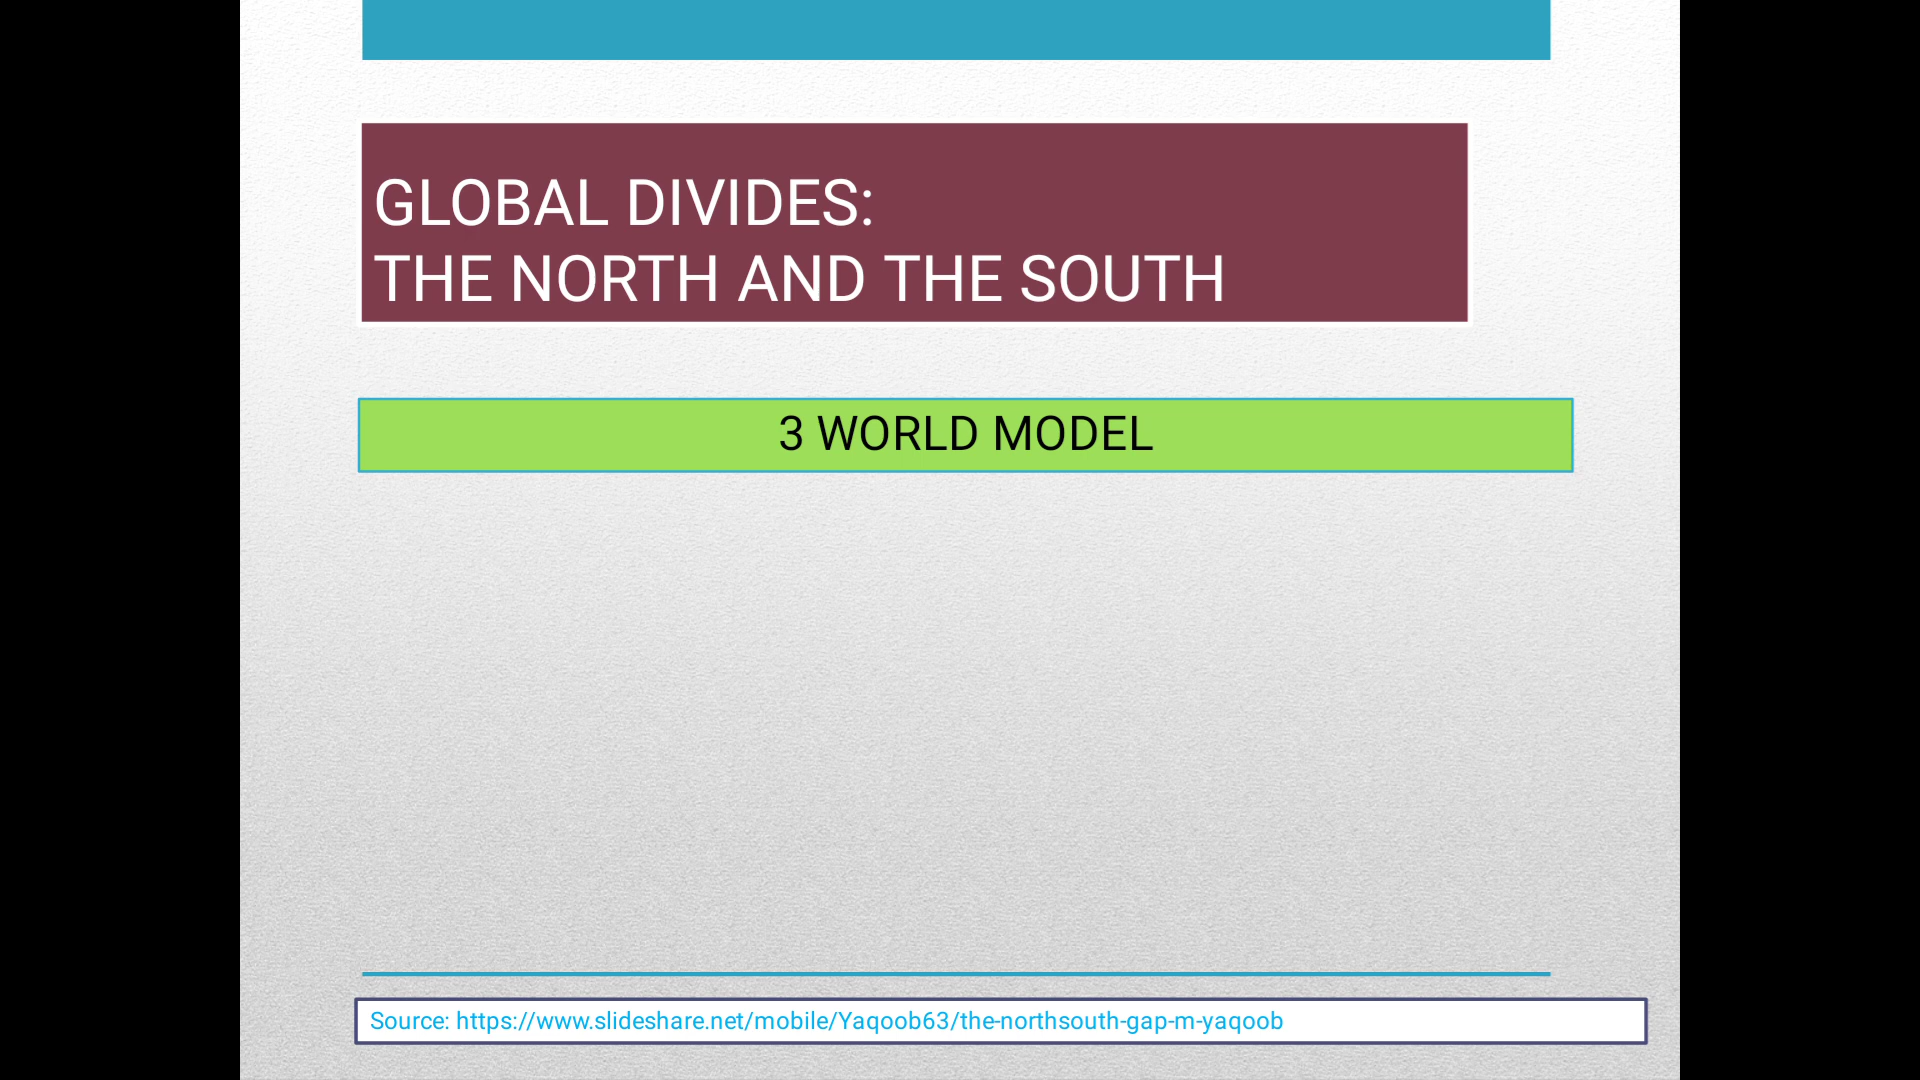 GLOBAL DIVIDES:
THE NORTH AND THE SOUTH
3 WORLD MODEL
Source: https://www.slideshare.net/mobile/Yaqoob63/the-northsouth-gap-m-yaqoob